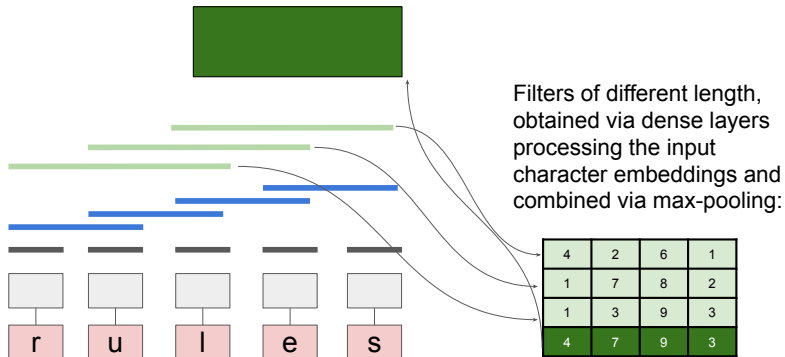 Filters of different length,
obtained via dense layers
processing the input
character embeddings and
combined via max-pooling:
4 2 6 1
1 7 8 2
1 3 9 3
4 7 9 3
r u l e s